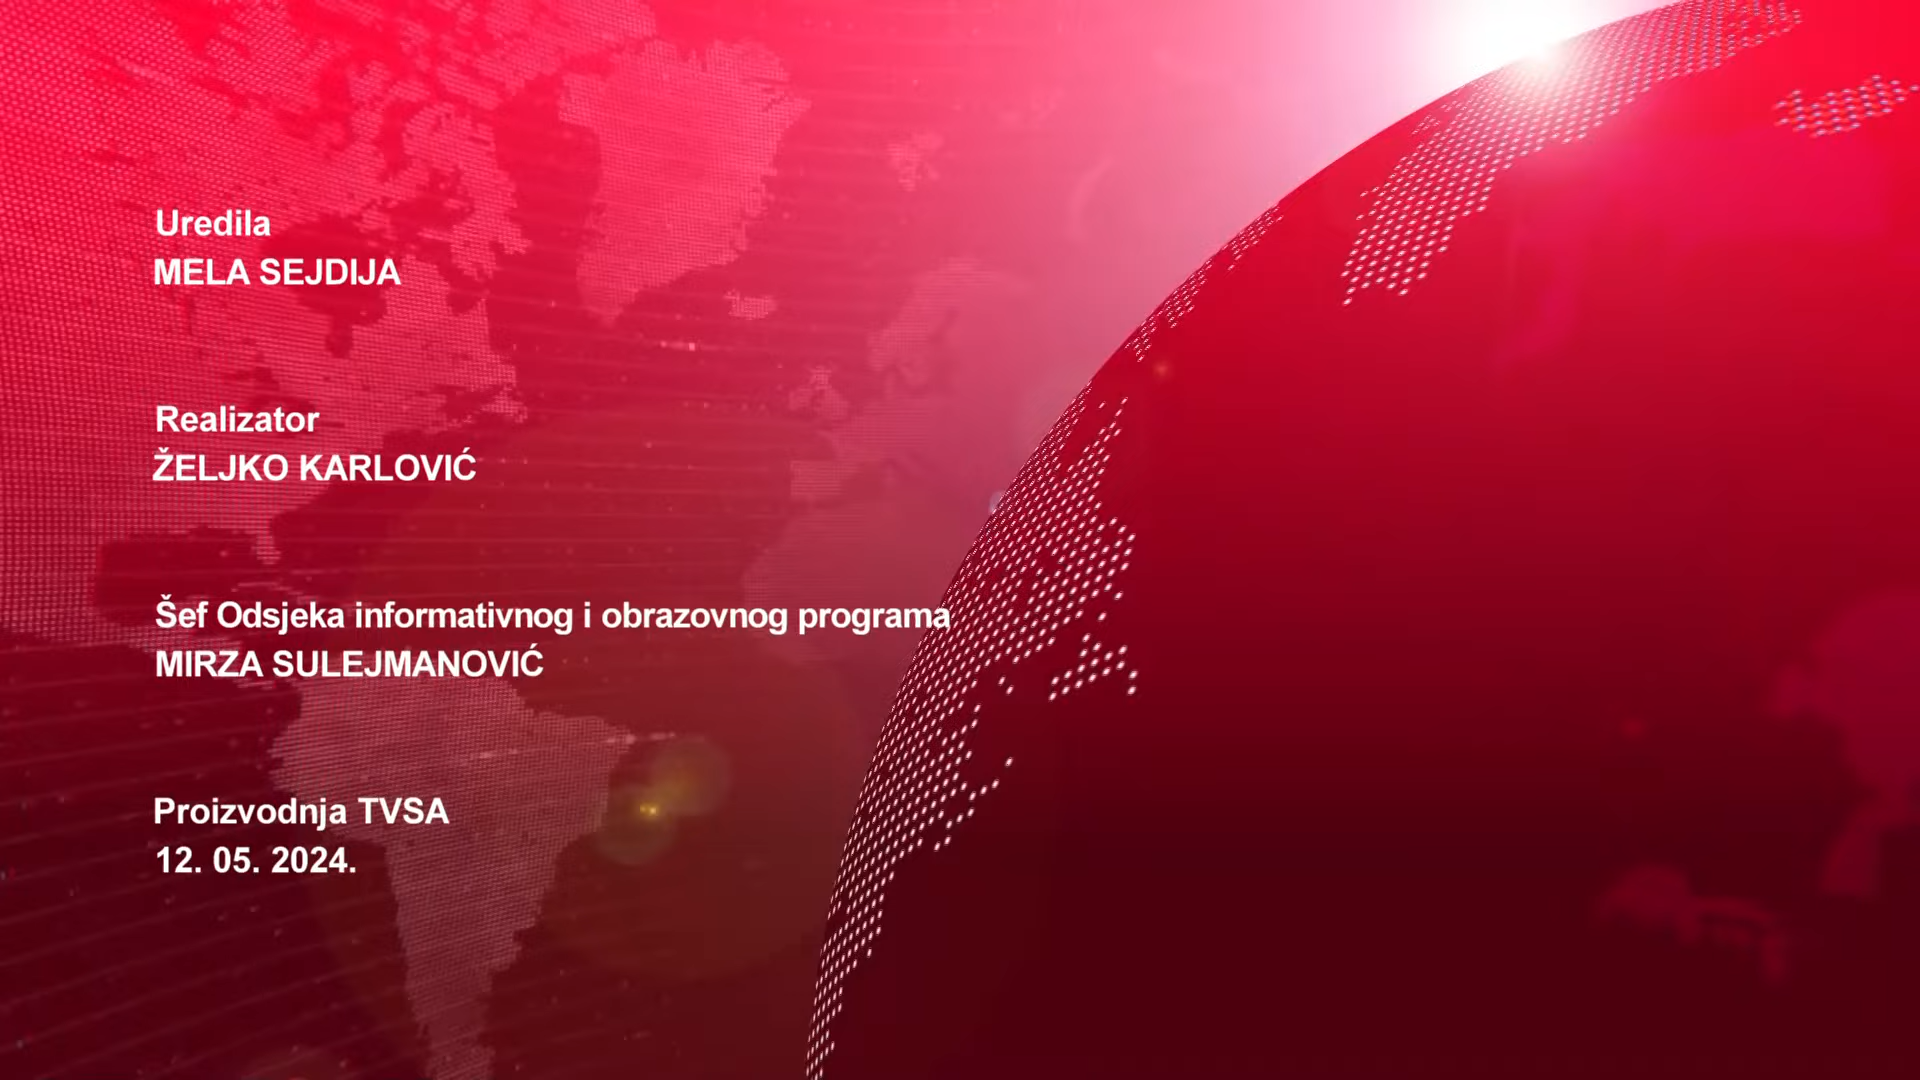 Uredila
MELA SEJDIJA
Realizator
ŽELJKO KARLOVIĆ
Šef Odsjeka informativnog i obrazovnog programa
MIRZA SULEJMANOVIĆ
Proizvodnja TVSA
12. 05. 2024.